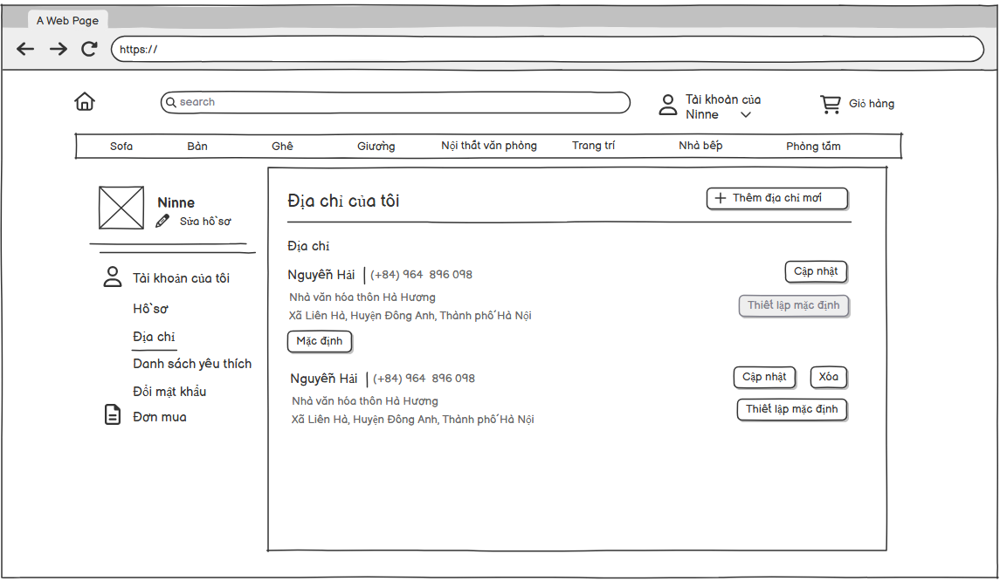 A Web Page
https://
search
Tài khoản của
Ninne
Giỏ hàng
Sofa Bàn Ghế Giường Nội thất văn phòng Trang trí Nhà bếp Phòng tắm
Ninne
Sửa hồ sơ
Tài khoản của tôi
Hồ sơ
Địa chỉ
Danh sách yêu thích
Đổi mật khẩu
Đơn mua
Địa chỉ của tôi
Thêm địa chỉ mới
Địa chỉ
Nguyễn Hải | (+84) 964 896 098
Cập nhật
Nhà văn hóa thôn Hà Hương
Thiết lập mặc định
Xã Liên Hà, Huyện Đông Anh, Thành phố Hà Nội
Mặc định
Nguyễn Hải | (+84) 964 896 098
Cập nhật Xóa
Nhà văn hóa thôn Hà Hương
Thiết lập mặc định
Xã Liên Hà, Huyện Đông Anh, Thành phố Hà Nội